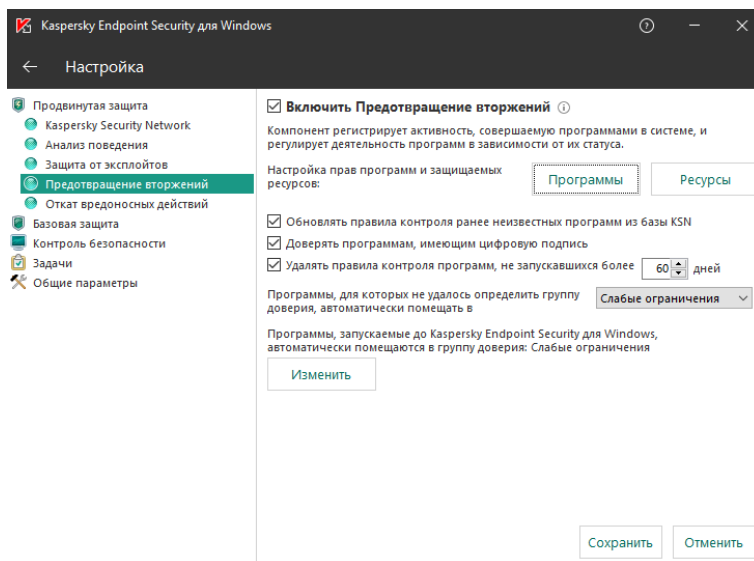 Kaspersky Endpoint Security для Windows
Настройка
Продвинутая защита
Kaspersky Security Network
Анализ поведения
Защита от эксплойтов
Предотвращение вторжений
Откат вредоносных действий
Базовая защита
Контроль безопасности
Задачи
Общие параметры
Включить Предотвращение вторжений
Компонент регистрирует активность, совершаемую программами в системе, и
регулирует деятельность программ в зависимости от их статуса.
Настройка прав программ и защищаемых
ресурсов:
Программы
Ресурсы
Обновлять правила контроля ранее неизвестных программ из базы KSN
Доверять программам, имеющим цифровую подпись
Удалять правила контроля программ, не запускавшихся более 60 дней
Программы, для которых не удалось определить группу
доверия, автоматически помещать в
Слабые ограничения
Программы, запускаемые до Kaspersky Endpoint Security для Windows,
автоматически помещаются в группу доверия: Слабые ограничения
Изменить
Сохранить
Отменить